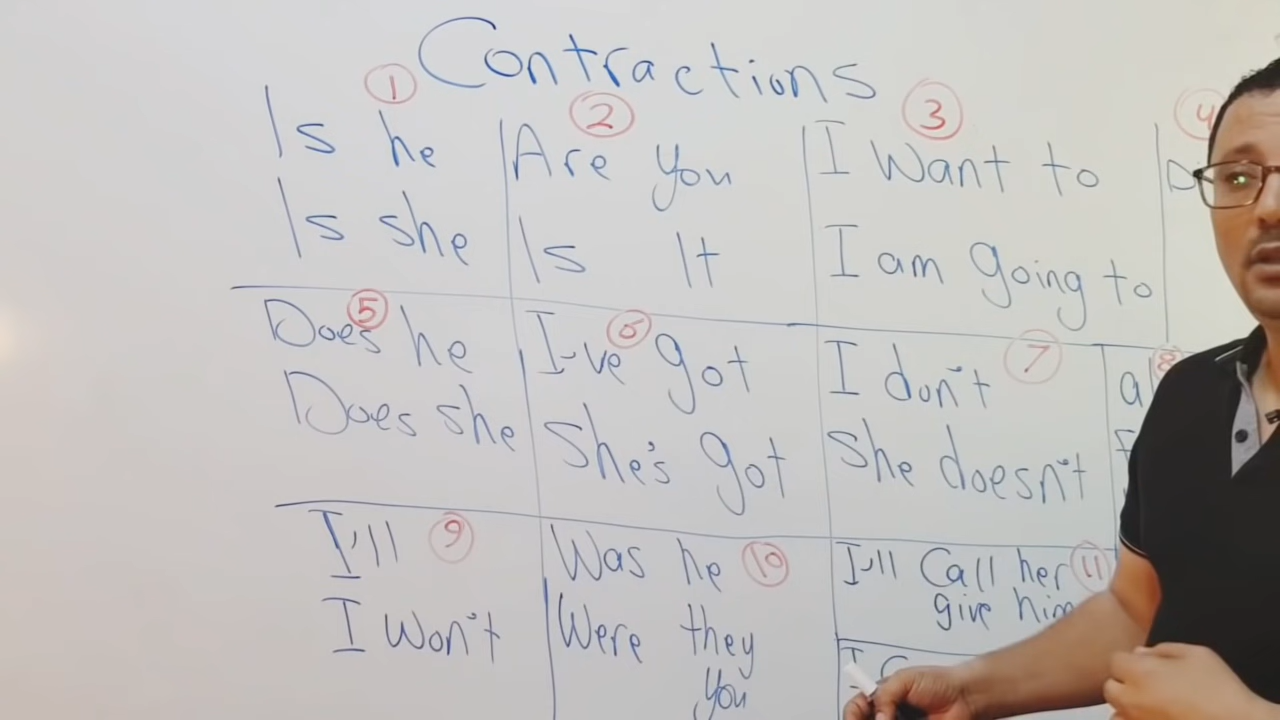 Contractions
1
Is he
Is she
2
Are you
Is It
3
I Want to
I am going to
4
5
Does he
Does she
6
I've got
She's got
7
I don't
She doesn't
8
9
I'll
I won't
10
Was he
Were they
you
11
I'll Call her
give him